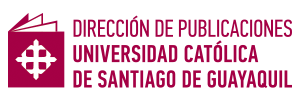 DIRECCIÓN DE PUBLICACIONES
UNIVERSIDAD CATÓLICA
DE SANTIAGO DE GUAYAQUIL